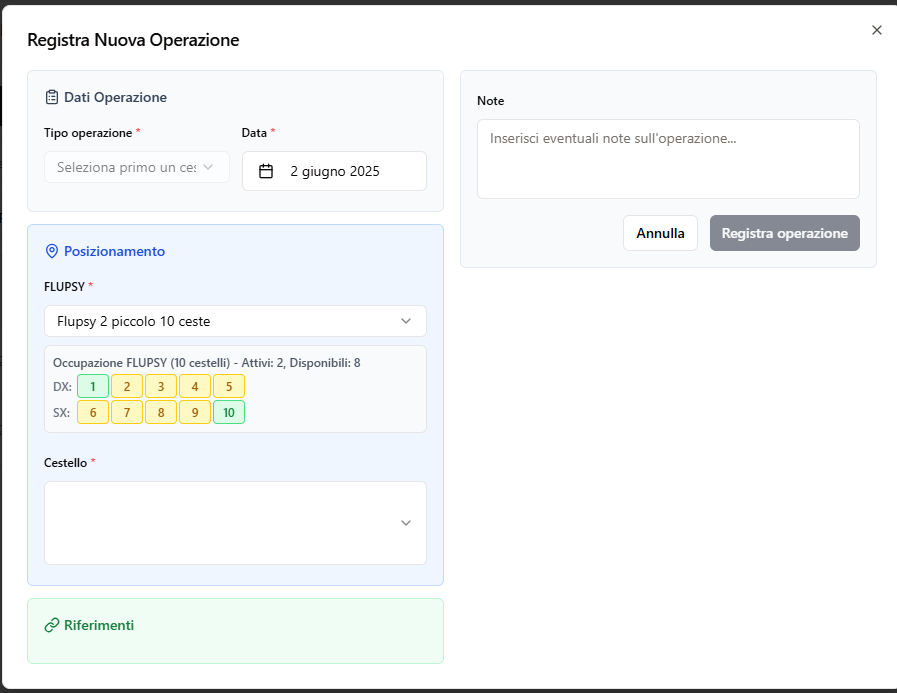 Registra Nuova Operazione
Dati Operazione
Tipo operazione *
Data *
Seleziona primo un ces
2 giugno 2025
Posizionamento
FLUPSY *
Flupsy 2 piccolo 10 ceste
Occupazione FLUPSY (10 cestelli) - Attivi: 2, Disponibili: 8
DX: 1 2 3 4 5
SX: 6 7 8 9 10
Cestello *
Riferimenti
Note
Inserisci eventuali note sull'operazione...
Annulla
Registra operazione